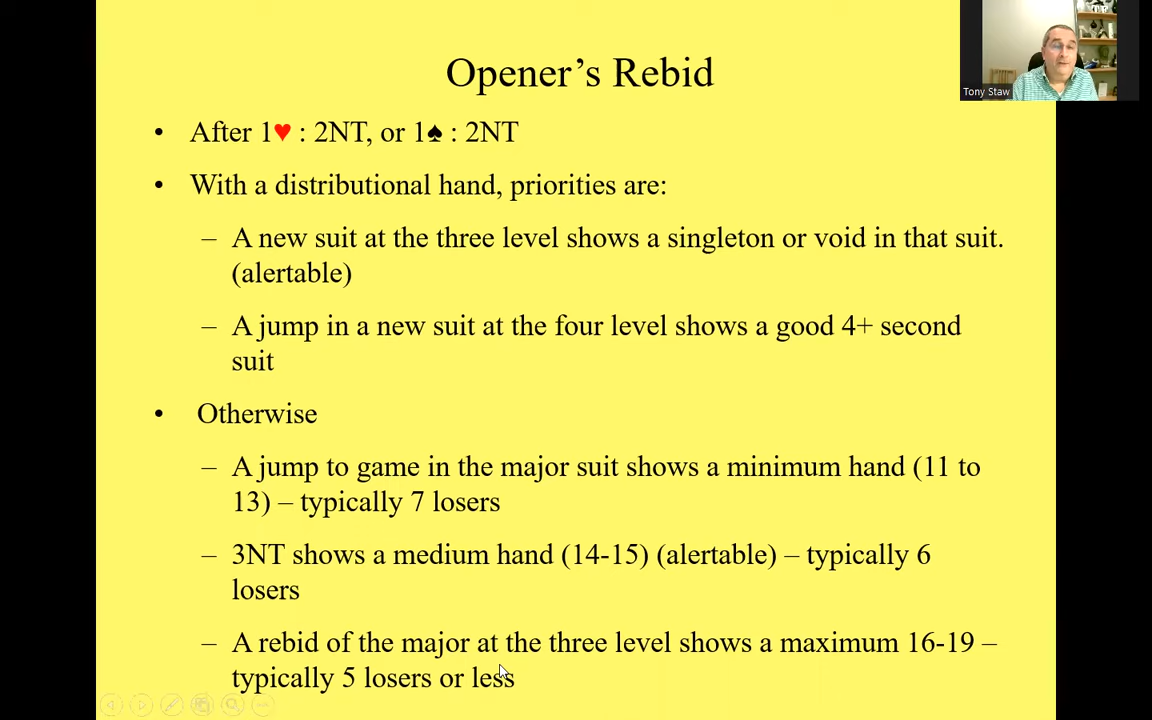 Opener’s Rebid
Tony Staw
• After 1♥ : 2NT, or 1♠ : 2NT
• With a distributional hand, priorities are:
– A new suit at the three level shows a singleton or void in that suit.
(alertable)
– A jump in a new suit at the four level shows a good 4+ second
suit
• Otherwise
– A jump to game in the major suit shows a minimum hand (11 to
13) – typically 7 losers
– 3NT shows a medium hand (14-15) (alertable) – typically 6
losers
– A rebid of the major at the three level shows a maximum 16-19 –
typically 5 losers or less